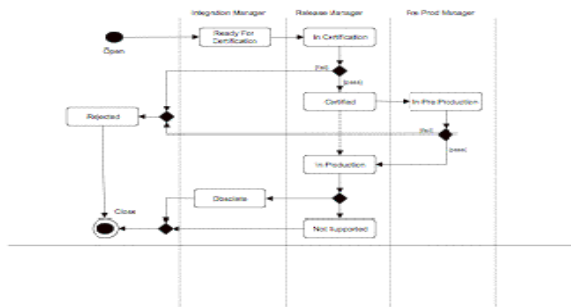 Integration Manager
Release Manager
Pre Prod Manager
Open
Ready For
Certification
In Certification
[fail]
[pass]
Certified
In Pre Production
Rejected
[fail]
[pass]
In Production
Obsolete
Close
Not Supported